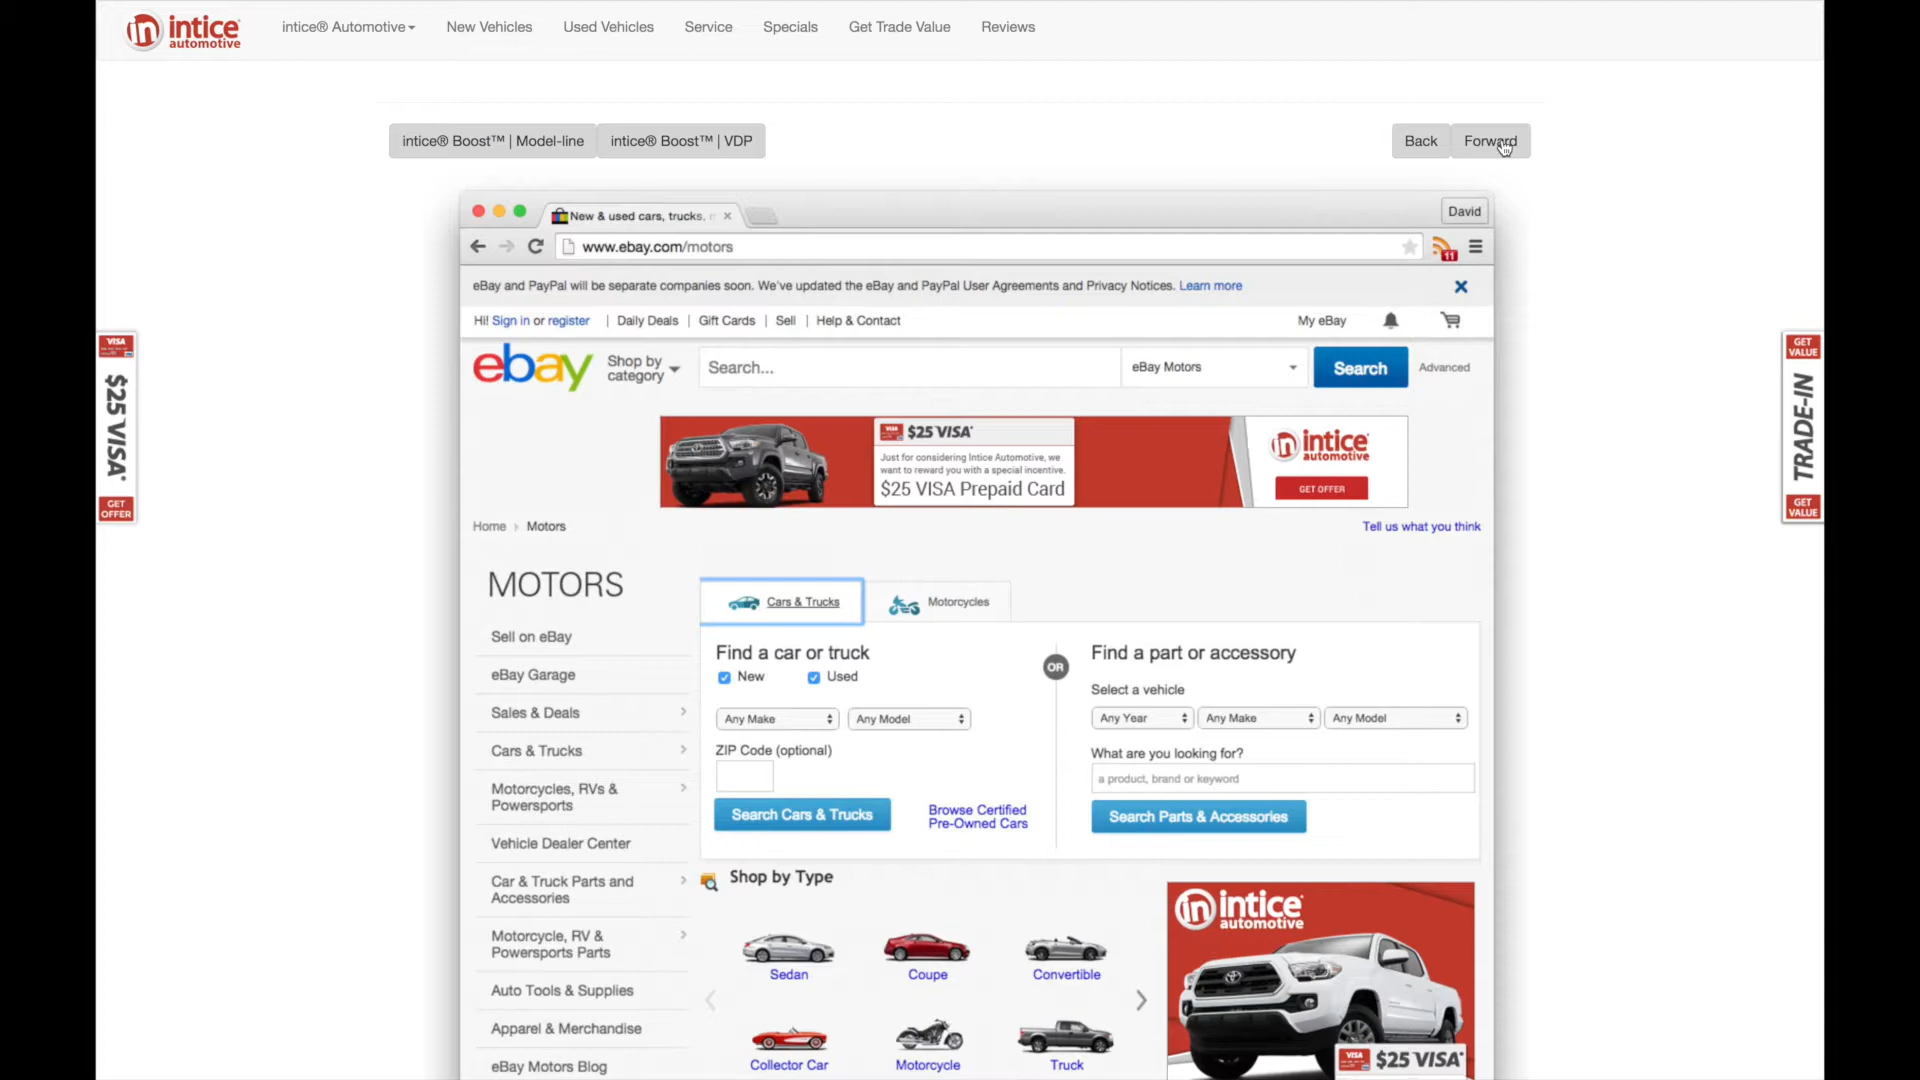 intice automotive
intice® Automotive
New Vehicles
Used Vehicles
Service
Specials
Get Trade Value
Reviews
intice® Boost™ | Model-line
intice® Boost™ | VDP
Back
Forward
New & used cars, trucks,
David
www.ebay.com/motors
11
eBay and PayPal will be separate companies soon. We've updated the eBay and PayPal User Agreements and Privacy Notices. Learn more
Hi! Sign in or register | Daily Deals | Gift Cards | Sell | Help & Contact
My eBay
ebay
Shop by
category
Search...
eBay Motors
Search
Advanced
VISA
$25 VISA*
GET
OFFER
GET
VALUE
TRADE-IN
GET
VALUE
VISA
$25 VISA*
Just for considering Intice Automotive, we
want to reward you with a special incentive.
$25 VISA Prepaid Card
intice
automotive
GET OFFER
Home > Motors
Tell us what you think
MOTORS
Sell on eBay
eBay Garage
Sales & Deals
Cars & Trucks
Motorcycles, RVs &
Powersports
Vehicle Dealer Center
Car & Truck Parts and
Accessories
Motorcycle, RV &
Powersports Parts
Auto Tools & Supplies
Apparel & Merchandise
eBay Motors Blog
Cars & Trucks
Motorcycles
Find a car or truck
New
Used
Any Make
Any Model
ZIP Code (optional)
Search Cars & Trucks
Browse Certified
Pre-Owned Cars
OR
Find a part or accessory
Select a vehicle
Any Year
Any Make
Any Model
What are you looking for?
a product, brand or keyword
Search Parts & Accessories
Shop by Type
Sedan
Coupe
Convertible
Collector Car
Motorcycle
Truck
intice
automotive
VISA
$25 VISA*